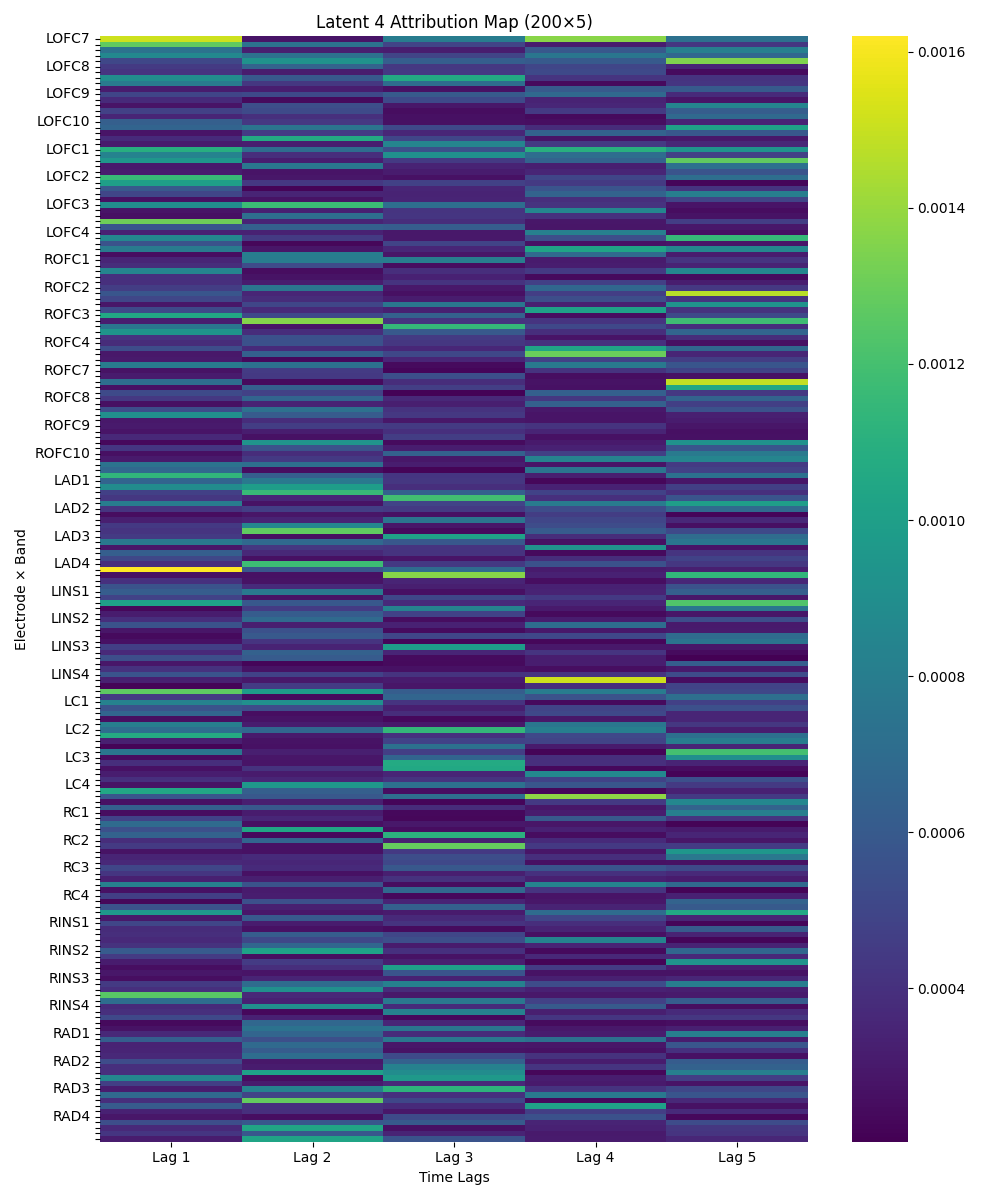 Latent 4 Attribution Map (200×5)
LOFC7
LOFC8
LOFC9
LOFC10
LOFC1
LOFC2
LOFC3
LOFC4
ROFC1
ROFC2
ROFC3
ROFC4
ROFC7
ROFC8
ROFC9
ROFC10
LAD1
LAD2
LAD3
LAD4
LINS1
LINS2
LINS3
LINS4
LC1
LC2
LC3
LC4
RC1
RC2
RC3
RC4
RINS1
RINS2
RINS3
RINS4
RAD1
RAD2
RAD3
RAD4
Electrode × Band
Lag 1 Lag 2 Lag 3 Lag 4 Lag 5
Time Lags
0.0016
0.0014
0.0012
0.0010
0.0008
0.0006
0.0004